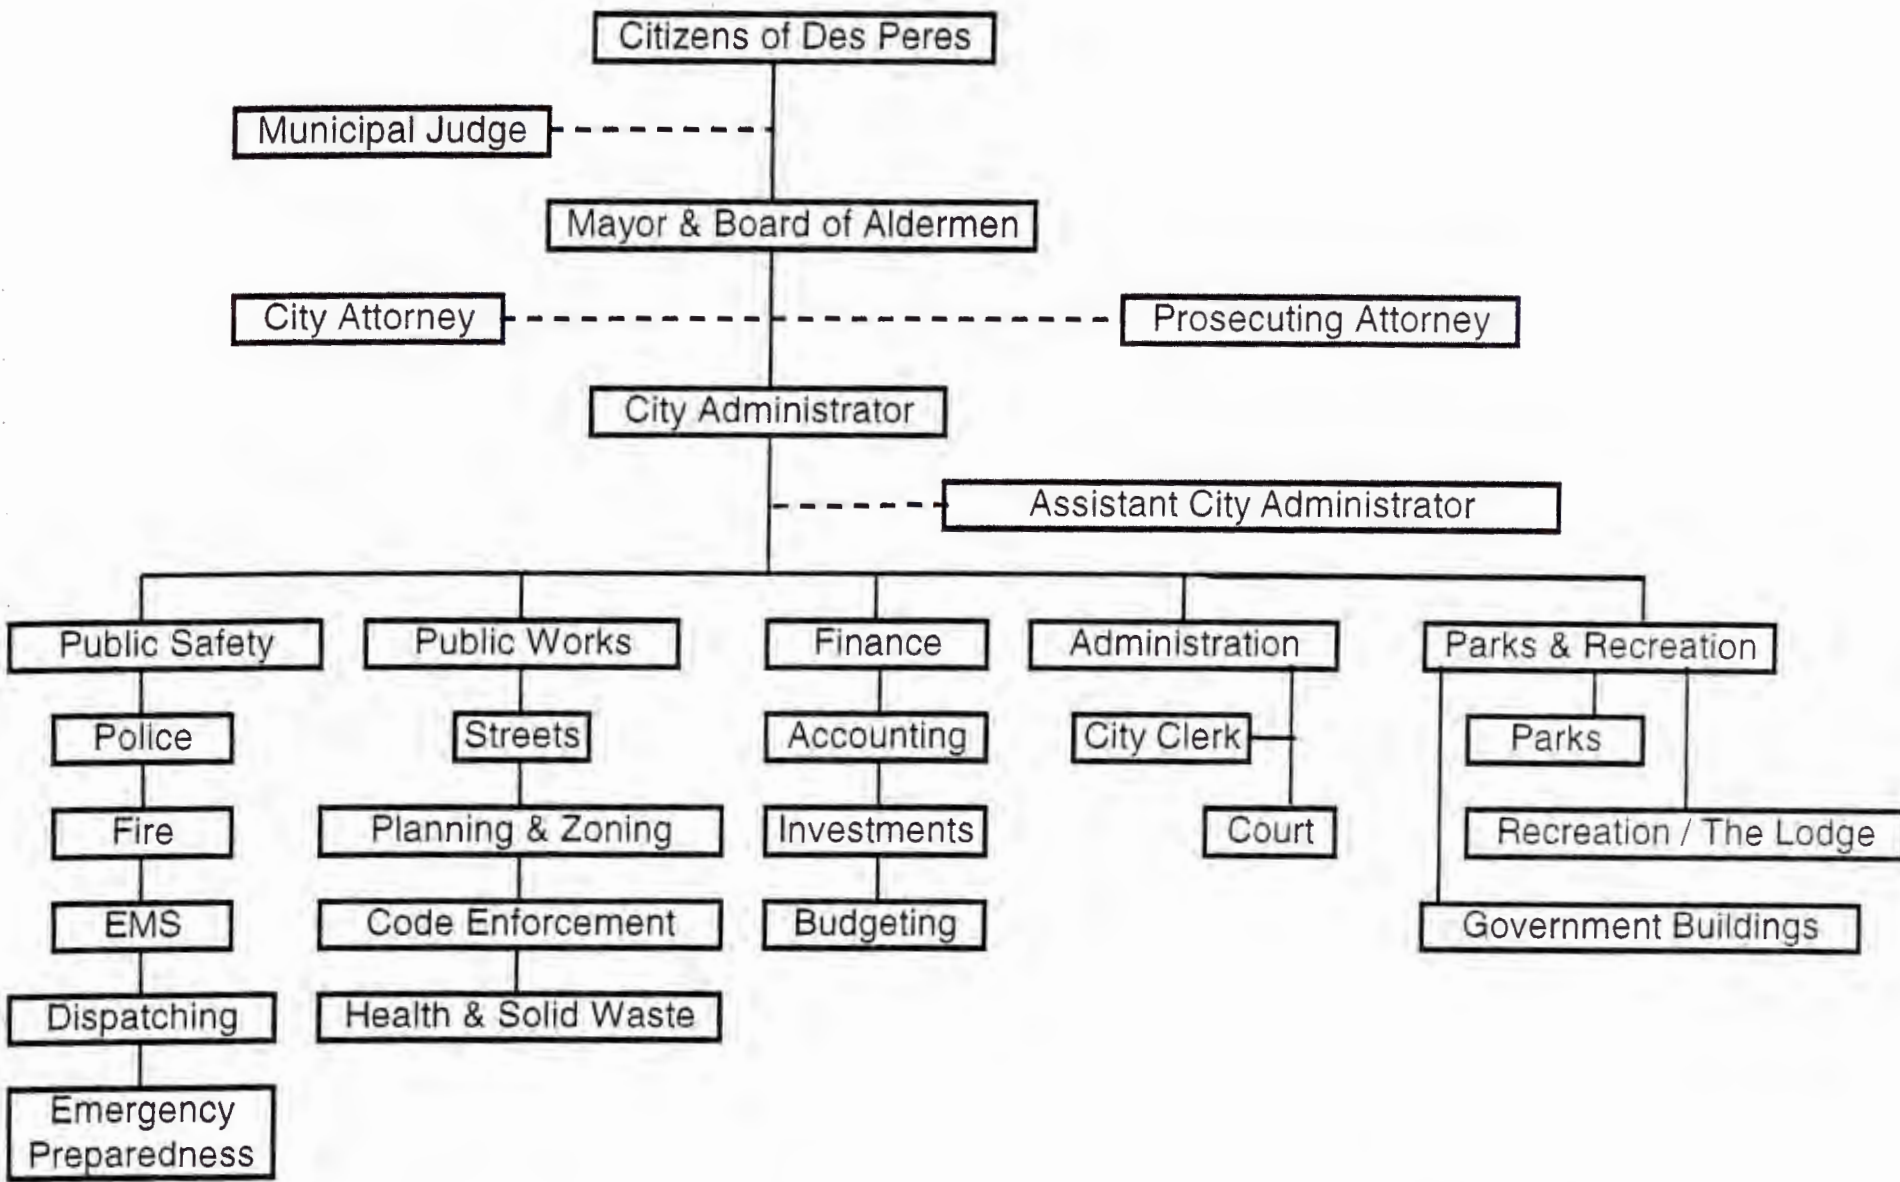 Citizens of Des Peres
Municipal Judge
Mayor & Board of Aldermen
City Attorney
Prosecuting Attorney
City Administrator
Assistant City Administrator
Public Safety
Public Works
Finance
Administration
Parks & Recreation
Police
Streets
Accounting
City Clerk
Parks
Fire
Planning & Zoning
Investments
Court
Recreation / The Lodge
EMS
Code Enforcement
Budgeting
Government Buildings
Dispatching
Health & Solid Waste
Emergency
Preparedness